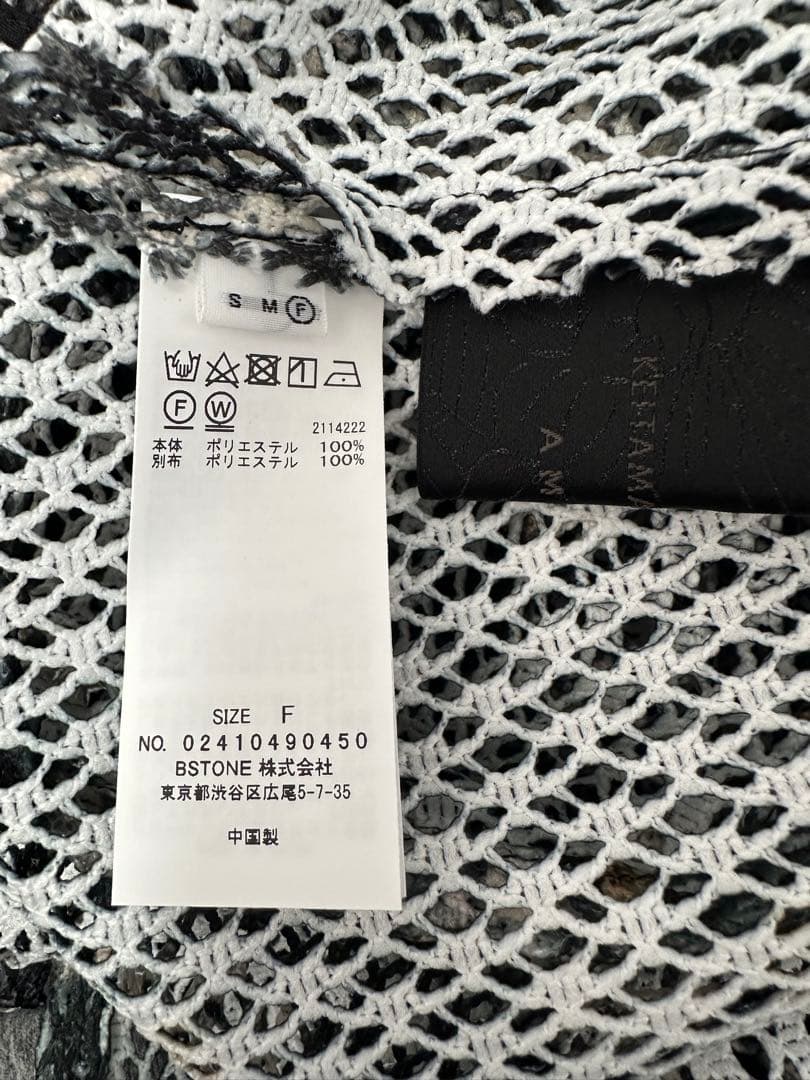 S M F
F W
2114222
本体 ポリエステル 100%
別布 ポリエステル 100%
SIZE F
NO. 02410490450
BSTONE 株式会社
東京都渋谷区広尾5-7-35
中国製
KEITAMA
A M